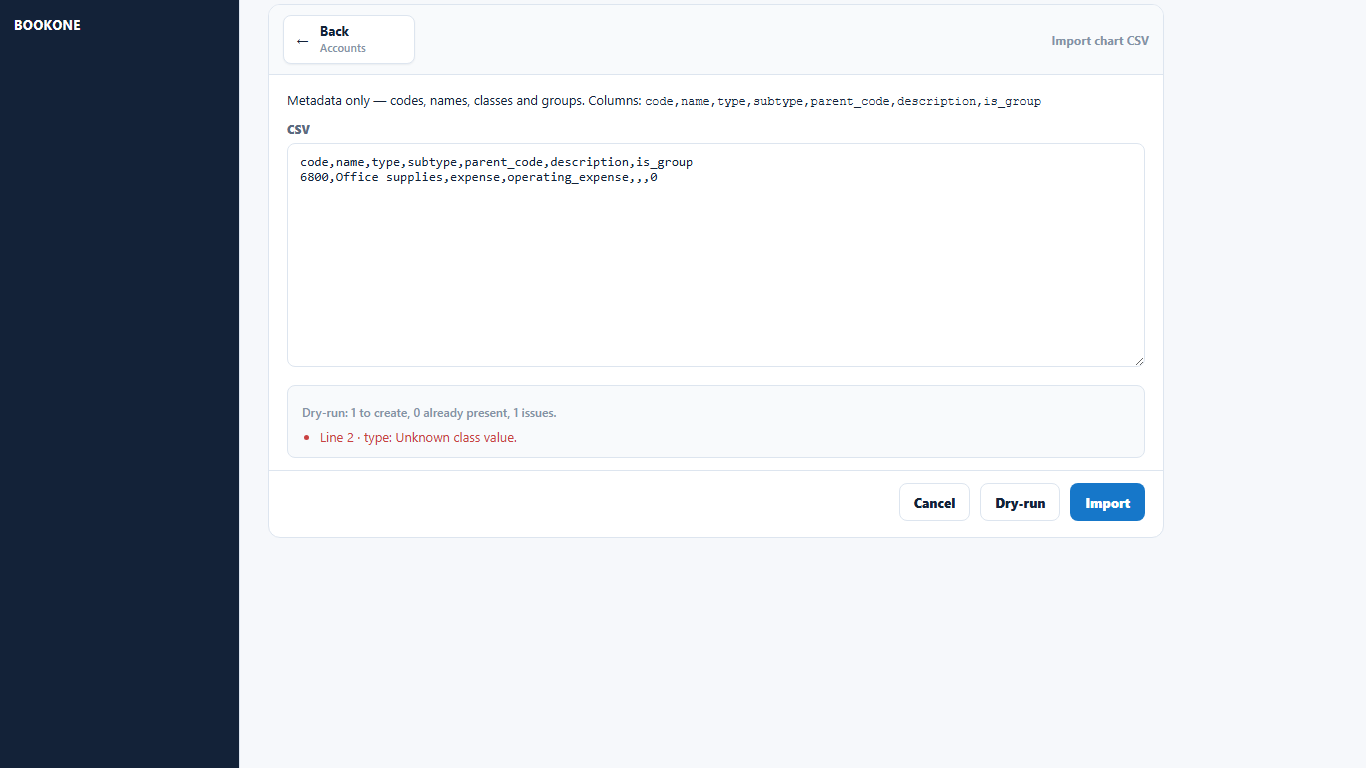 BOOKONE
← Back
Accounts
Import chart CSV
Metadata only — codes, names, classes and groups. Columns: code,name,type,subtype,parent_code,description,is_group
CSV
code,name,type,subtype,parent_code,description,is_group
6800,Office supplies,expense,operating_expense,,,0
Dry-run: 1 to create, 0 already present, 1 issues.
• Line 2 · type: Unknown class value.
Cancel
Dry-run
Import